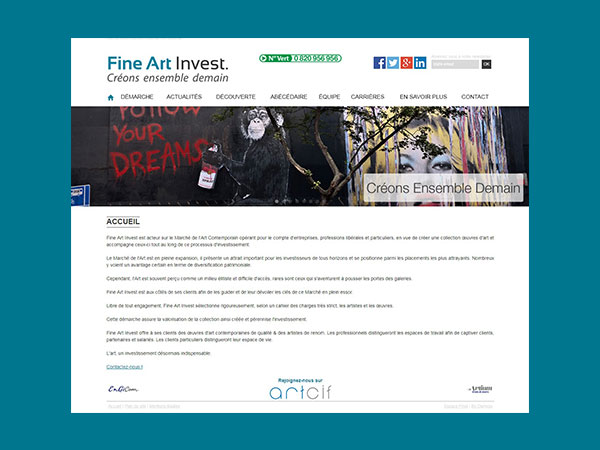 Fine Art Invest.
Créons ensemble demain
N° Vert 0 820 956 956
OK
DÉMARCHE ACTUALITÉS DÉCOUVERTE ABÉCÉDAIRE ÉQUIPE CARRIÈRES EN SAVOIR PLUS CONTACT
FOLLOW
YOUR
DREAMS
Créons Ensemble Demain
ACCUEIL
Fine Art Invest est acteur sur le Marché de l'Art Contemporain opérant pour le compte d'entreprises, professions libérales et particuliers, en vue de créer une collection œuvres d'art et
accompagne ceux-ci tout au long de ce processus d'investissement.
Le Marché de l'Art est en pleine expansion, il présente un attrait important pour les investisseurs de tous horizons et se positionne parmi les placements les plus attrayants. Nombreux
y voient un avantage certain en terme de diversification patrimoniale.
Cependant, l'Art est souvent perçu comme un milieu élitiste et difficile d'accès, rares sont ceux qui s'aventurent à pousser les portes des galeries.
Fine Art Invest est aux côtés de ses clients afin de les guider et de leur dévoiler les clés de ce Marché en plein essor.
Libre de tout engagement, Fine Art Invest sélectionne rigoureusement, selon un cahier des charges très strict, les artistes et les œuvres.
Cette démarche assure la valorisation de la collection ainsi créée et pérennise l'investissement.
Fine Art Invest offre à ses clients des œuvres d'art contemporaines de qualité & des artistes de renom. Les professionnels distingueront les espaces de travail afin de captiver clients,
partenaires et salariés. Les clients particuliers distingueront leur espace de vie.
L'art, un investissement désormais indispensable.
Contactez-nous !
Rejoignez-nous sur
artcif